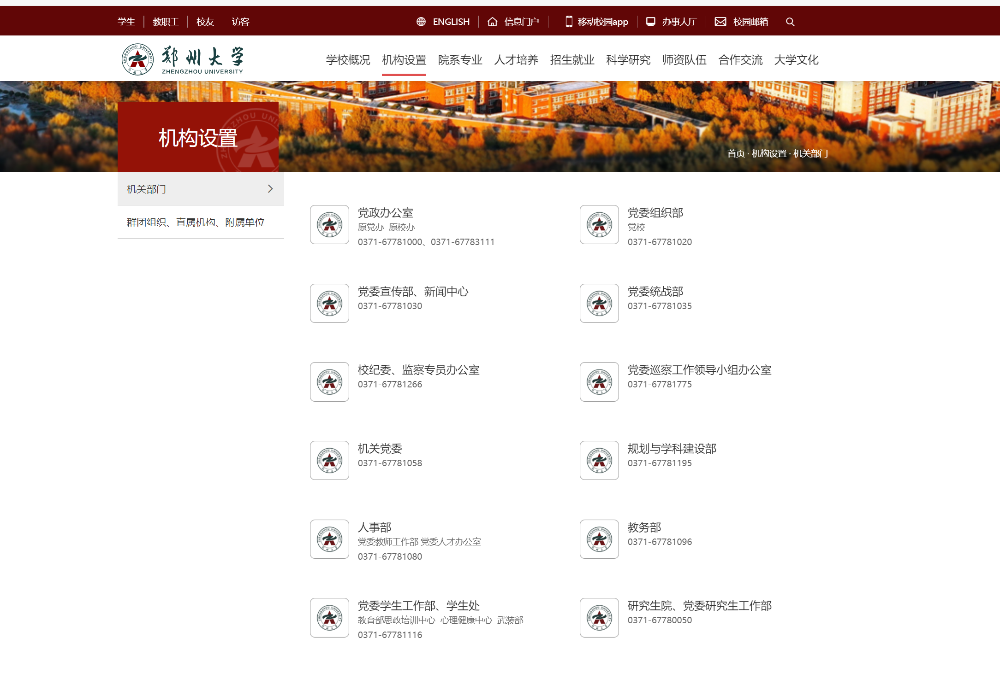 学生 教职工 校友 访客 ENGLISH 信息门户 移动校园app 办事大厅 校园邮箱
郑州大学
ZHENGZHOU UNIVERSITY
学校概况 机构设置 院系专业 人才培养 招生就业 科学研究 师资队伍 合作交流 大学文化
机构设置
首页 · 机构设置 · 机关部门
机关部门
群团组织、直属机构、附属单位
党政办公室
原党办 原校办
0371-67781000、0371-67783111
党委组织部
党校
0371-67781020
党委宣传部、新闻中心
0371-67781030
党委统战部
0371-67781035
校纪委、监察专员办公室
0371-67781266
党委巡察工作领导小组办公室
0371-67781775
机关党委
0371-67781058
规划与学科建设部
0371-67781195
人事部
党委教师工作部 党委人才办公室
0371-67781080
教务部
0371-67781096
党委学生工作部、学生处
教育部思政培训中心 心理健康中心 武装部
0371-67781116
研究生院、党委研究生工作部
0371-67780050